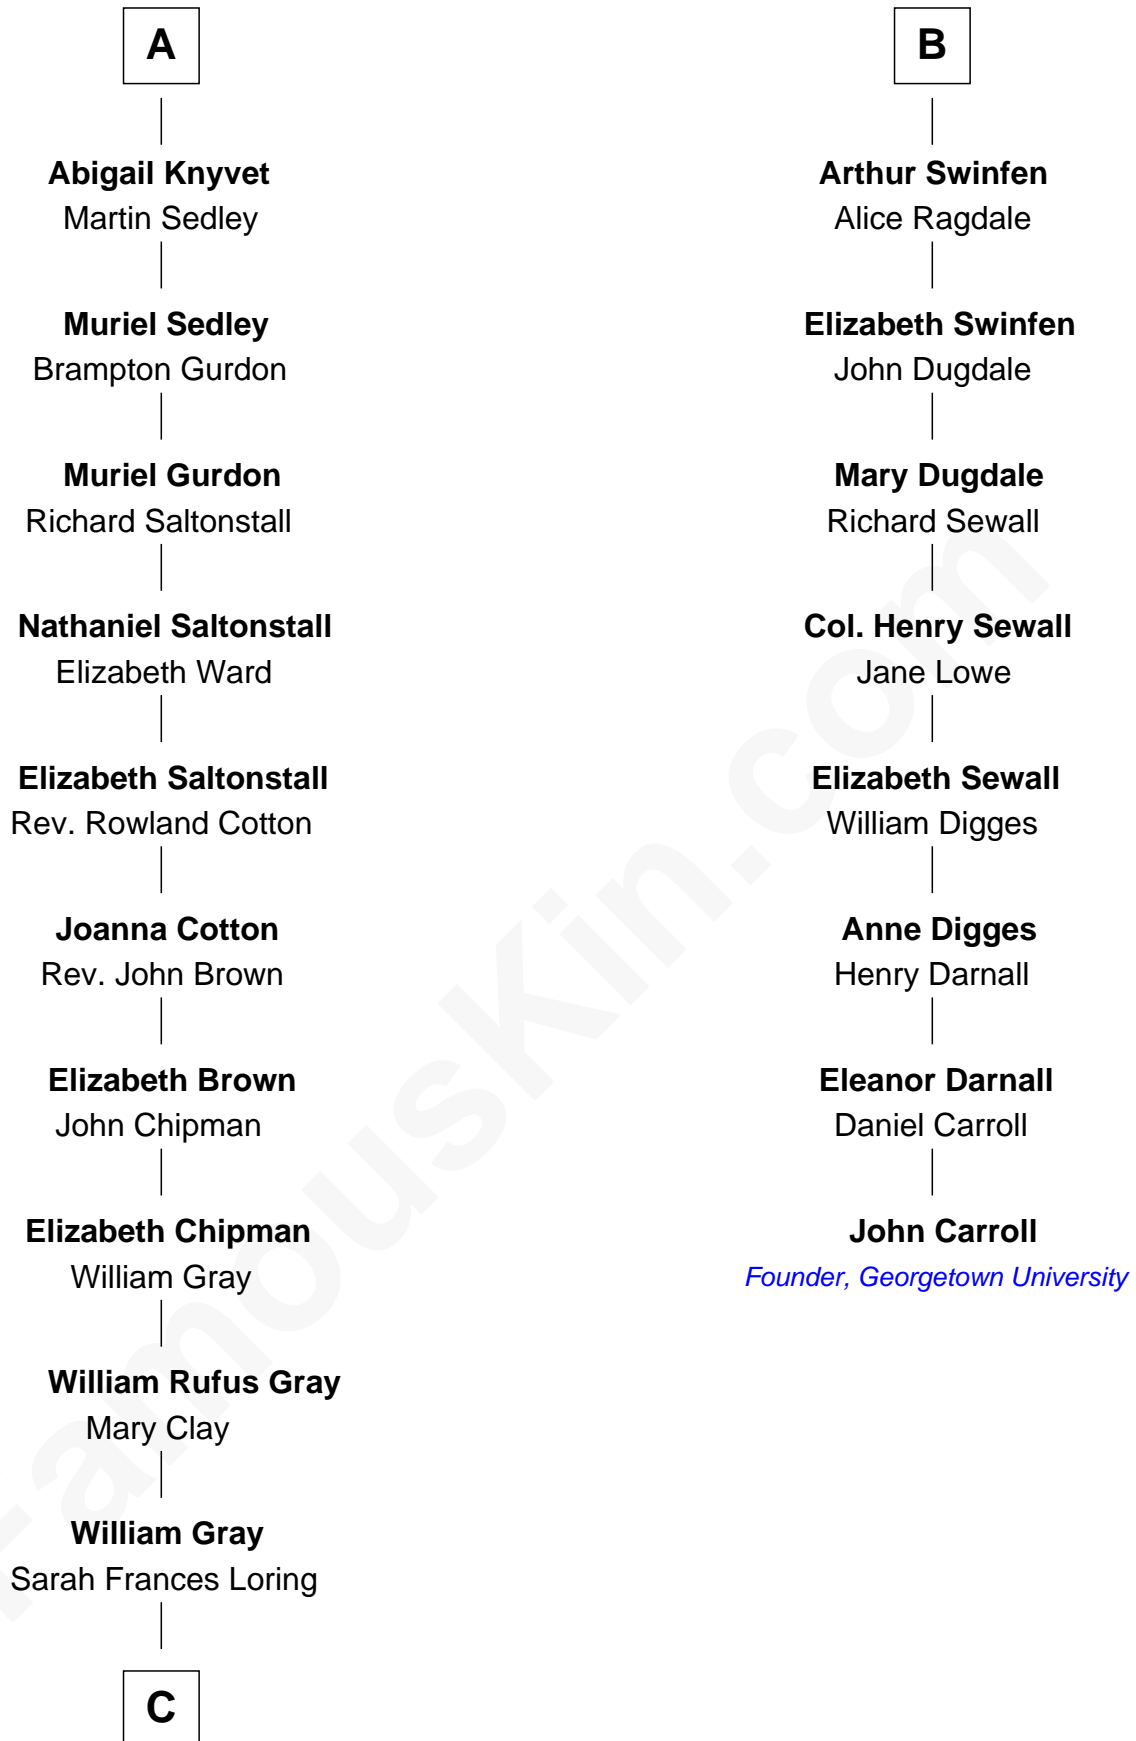 A
Abigail Knyvet
Martin Sedley
Muriel Sedley
Brampton Gurdon
Muriel Gurdon
Richard Saltonstall
Nathaniel Saltonstall
Elizabeth Ward
Elizabeth Saltonstall
Rev. Rowland Cotton
Joanna Cotton
Rev. John Brown
Elizabeth Brown
John Chipman
Elizabeth Chipman
William Gray
William Rufus Gray
Mary Clay
William Gray
Sarah Frances Loring
C
B
Arthur Swinfen
Alice Ragdale
Elizabeth Swinfen
John Dugdale
Mary Dugdale
Richard Sewall
Col. Henry Sewall
Jane Lowe
Elizabeth Sewall
William Digges
Anne Digges
Henry Darnall
Eleanor Darnall
Daniel Carroll
John Carroll
Founder, Georgetown University
FamousKin.com